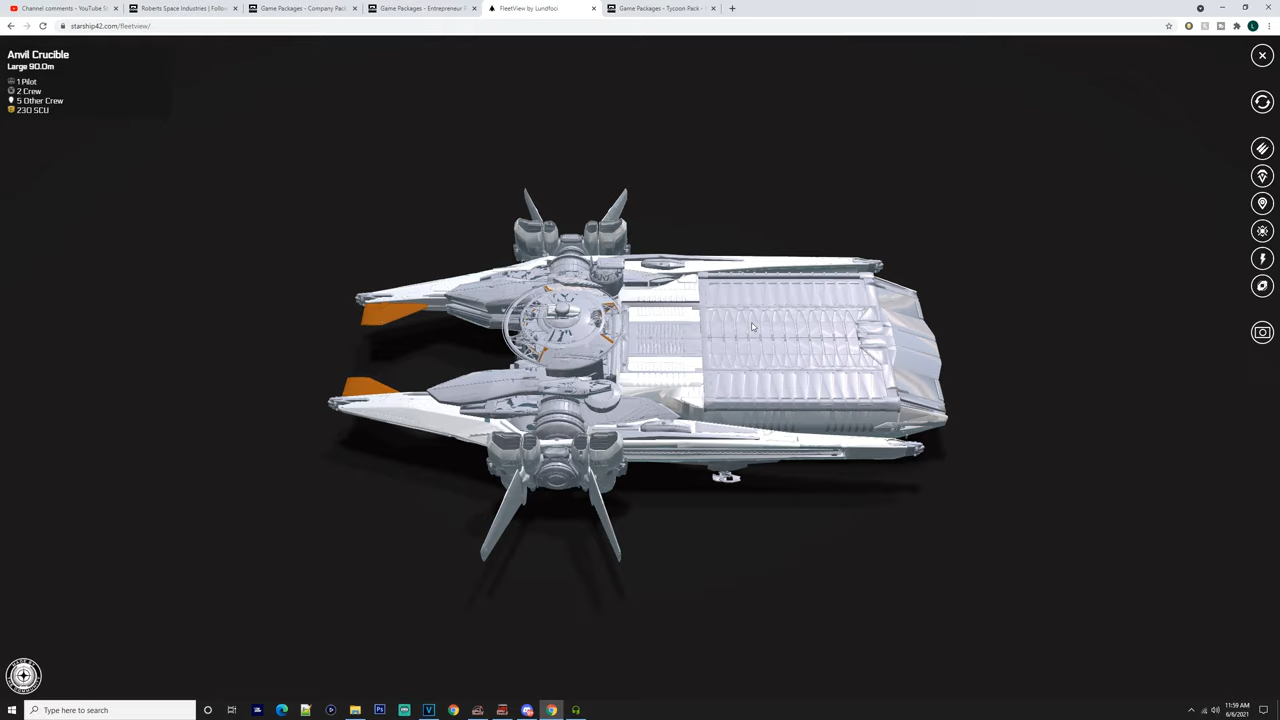 Channel comments - YouTube St
Roberts Space Industries | Follow
Game Packages - Company Pack
Game Packages - Entrepreneur P
FleetView by Lundfoci
Game Packages - Tycoon Pack -
starship42.com/fleetview/
Anvil Crucible
Large 90.0m
1 Pilot
2 Crew
5 Other Crew
230 SCU
Type here to search
11:59 AM
6/6/2021